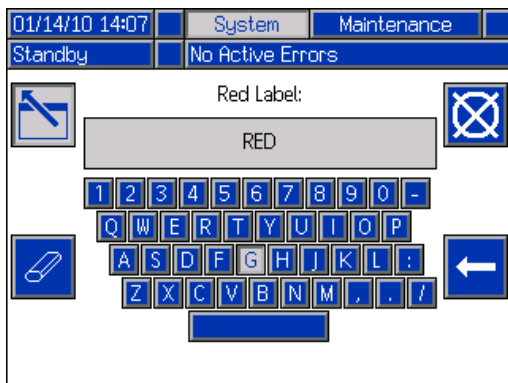 01/14/10 14:07 System Maintenance
Standby No Active Errors
Red Label:
RED
1 2 3 4 5 6 7 8 9 0 -
Q W E R T Y U I O P
A S D F G H J K L :
Z X C V B N M , . /